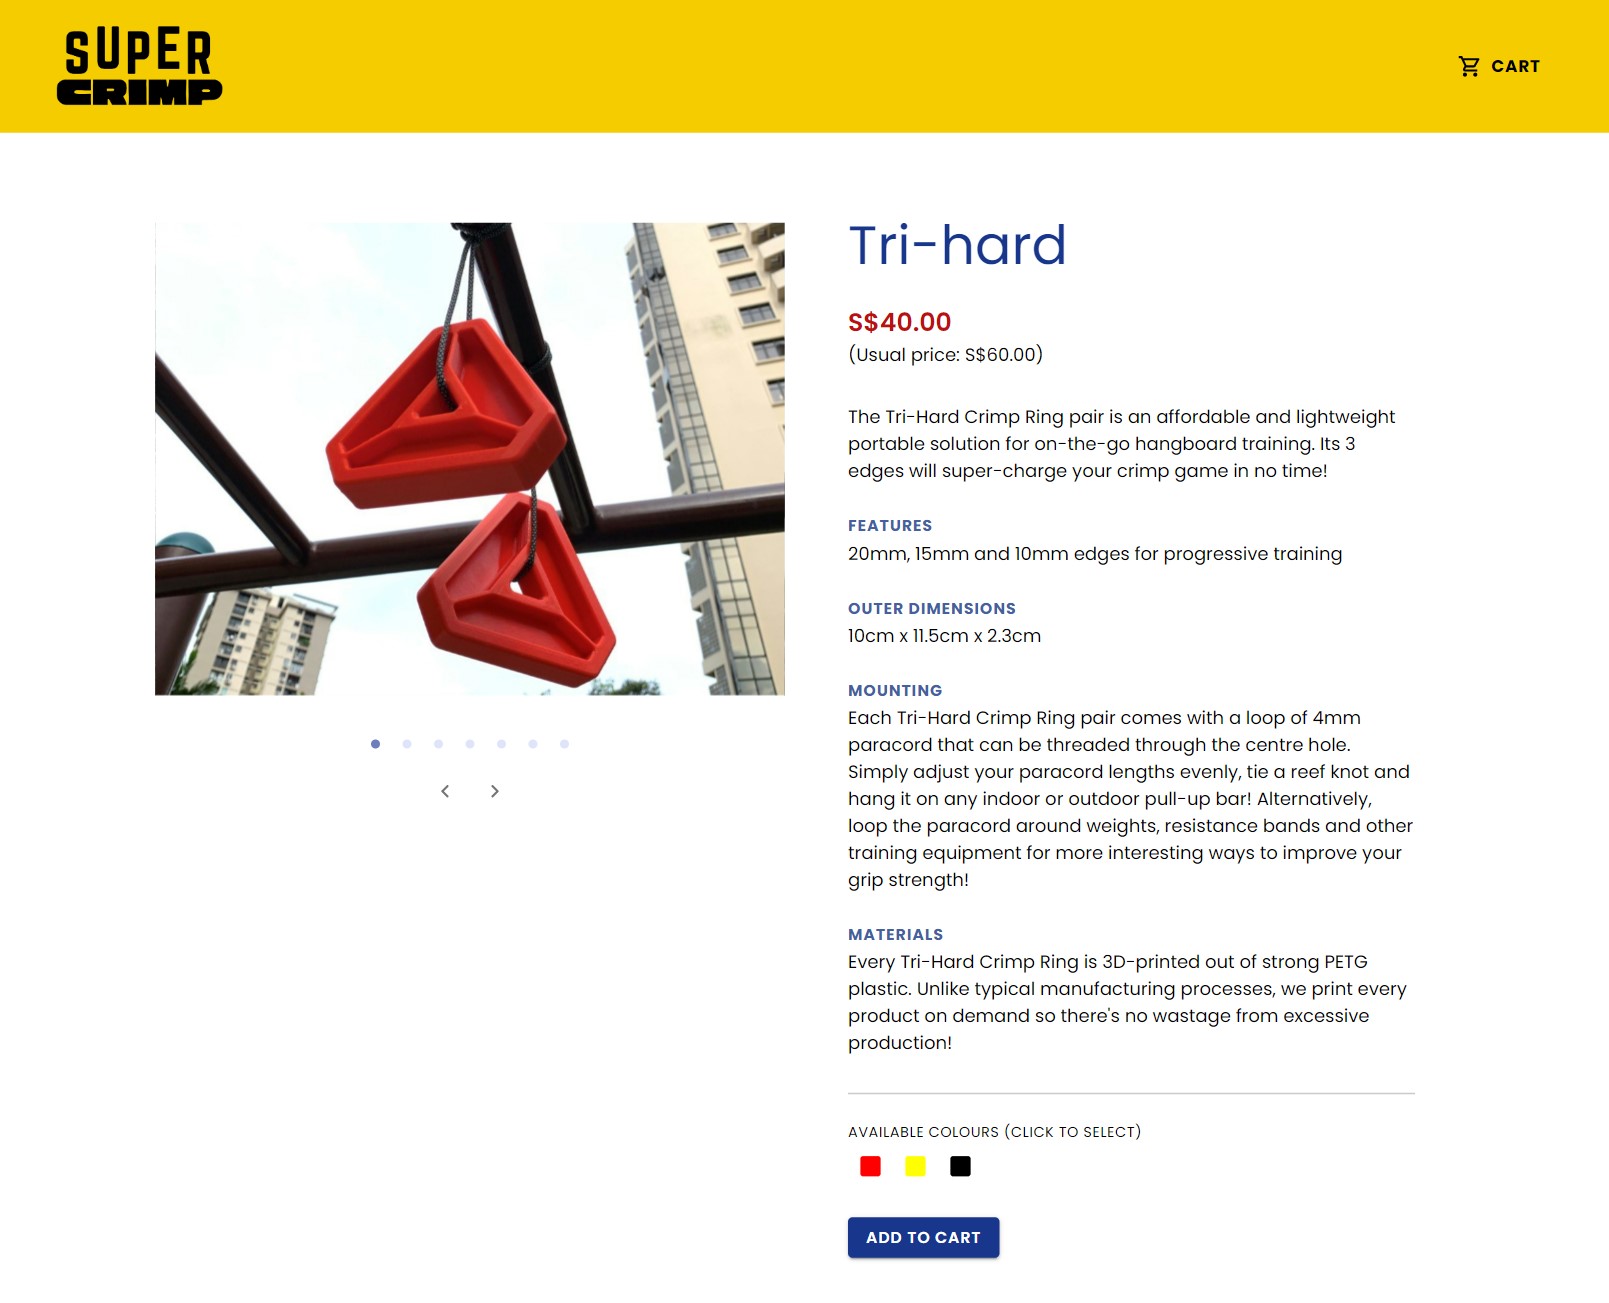 SUPER
CRIMP
CART
Tri-hard
S$40.00
(Usual price: S$60.00)
The Tri-Hard Crimp Ring pair is an affordable and lightweight
portable solution for on-the-go hangboard training. Its 3
edges will super-charge your crimp game in no time!
FEATURES
20mm, 15mm and 10mm edges for progressive training
OUTER DIMENSIONS
10cm x 11.5cm x 2.3cm
MOUNTING
Each Tri-Hard Crimp Ring pair comes with a loop of 4mm
paracord that can be threaded through the centre hole.
Simply adjust your paracord lengths evenly, tie a reef knot and
hang it on any indoor or outdoor pull-up bar! Alternatively,
loop the paracord around weights, resistance bands and other
training equipment for more interesting ways to improve your
grip strength!
MATERIALS
Every Tri-Hard Crimp Ring is 3D-printed out of strong PETG
plastic. Unlike typical manufacturing processes, we print every
product on demand so there's no wastage from excessive
production!
AVAILABLE COLOURS (CLICK TO SELECT)
ADD TO CART